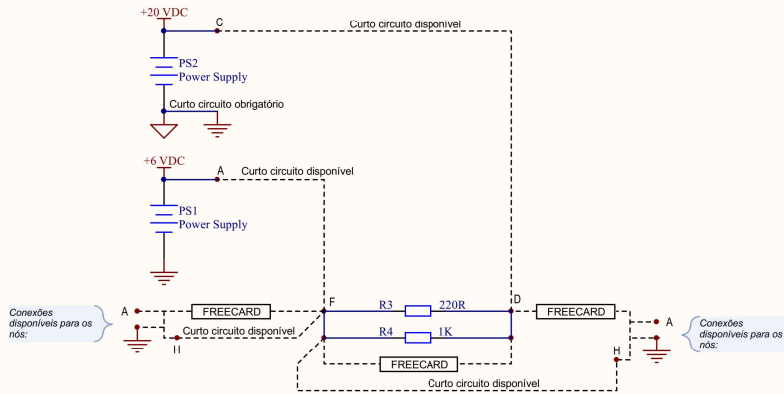 +20 VDC
C
Curto circuito disponível
PS2
Power Supply
Curto circuito obrigatório
+6 VDC
A
Curto circuito disponível
PS1
Power Supply
Conexões
disponíveis para os
nós:
A
FREECARD
F
R3
220R
D
FREECARD
A
Conexões
disponíveis para os
nós:
Curto circuito disponível
H
R4
1K
H
FREECARD
Curto circuito disponível